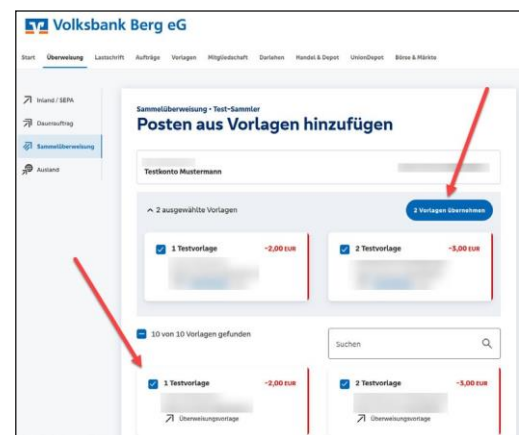 Volksbank Berg eG
Start Überweisung Lastschrift Aufträge Vorlagen Mitgliedschaft Darlehen Handel & Depot UnionDepot Börse & Märkte
Inland / SEPA
Dauerauftrag
Sammelüberweisung
Ausland
Sammelüberweisung - Test-Sammler
Posten aus Vorlagen hinzufügen
Testkonto Mustermann
2 ausgewählte Vorlagen
2 Vorlagen übernehmen
1 Testvorlage -2,00 EUR
2 Testvorlage -3,00 EUR
10 von 10 Vorlagen gefunden
Suchen
1 Testvorlage -2,00 EUR
2 Testvorlage -3,00 EUR
Überweisungsvorlage
Überweisungsvorlage